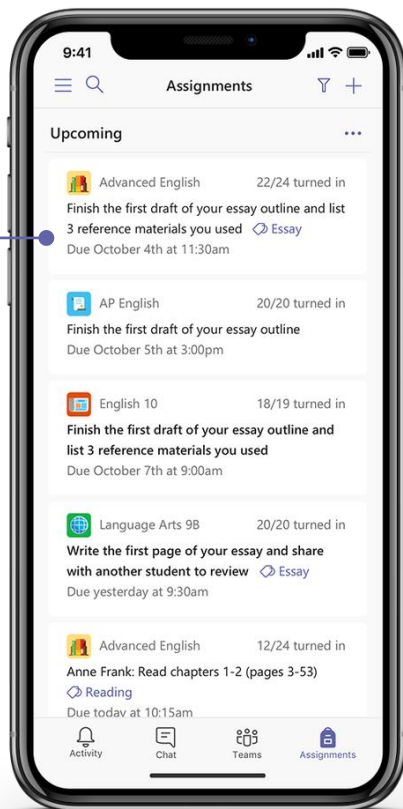 9:41
Assignments
Upcoming
Advanced English 22/24 turned in
Finish the first draft of your essay outline and list
3 reference materials you used Essay
Due October 4th at 11:30am
AP English 20/20 turned in
Finish the first draft of your essay outline
Due October 5th at 3:00pm
English 10 18/19 turned in
Finish the first draft of your essay outline and
list 3 reference materials you used
Due October 7th at 9:00am
Language Arts 9B 20/20 turned in
Write the first page of your essay and share
with another student to review Essay
Due yesterday at 9:30am
Advanced English 12/24 turned in
Anne Frank: Read chapters 1-2 (pages 3-53)
Reading
Due today at 10:15am
Activity Chat Teams Assignments